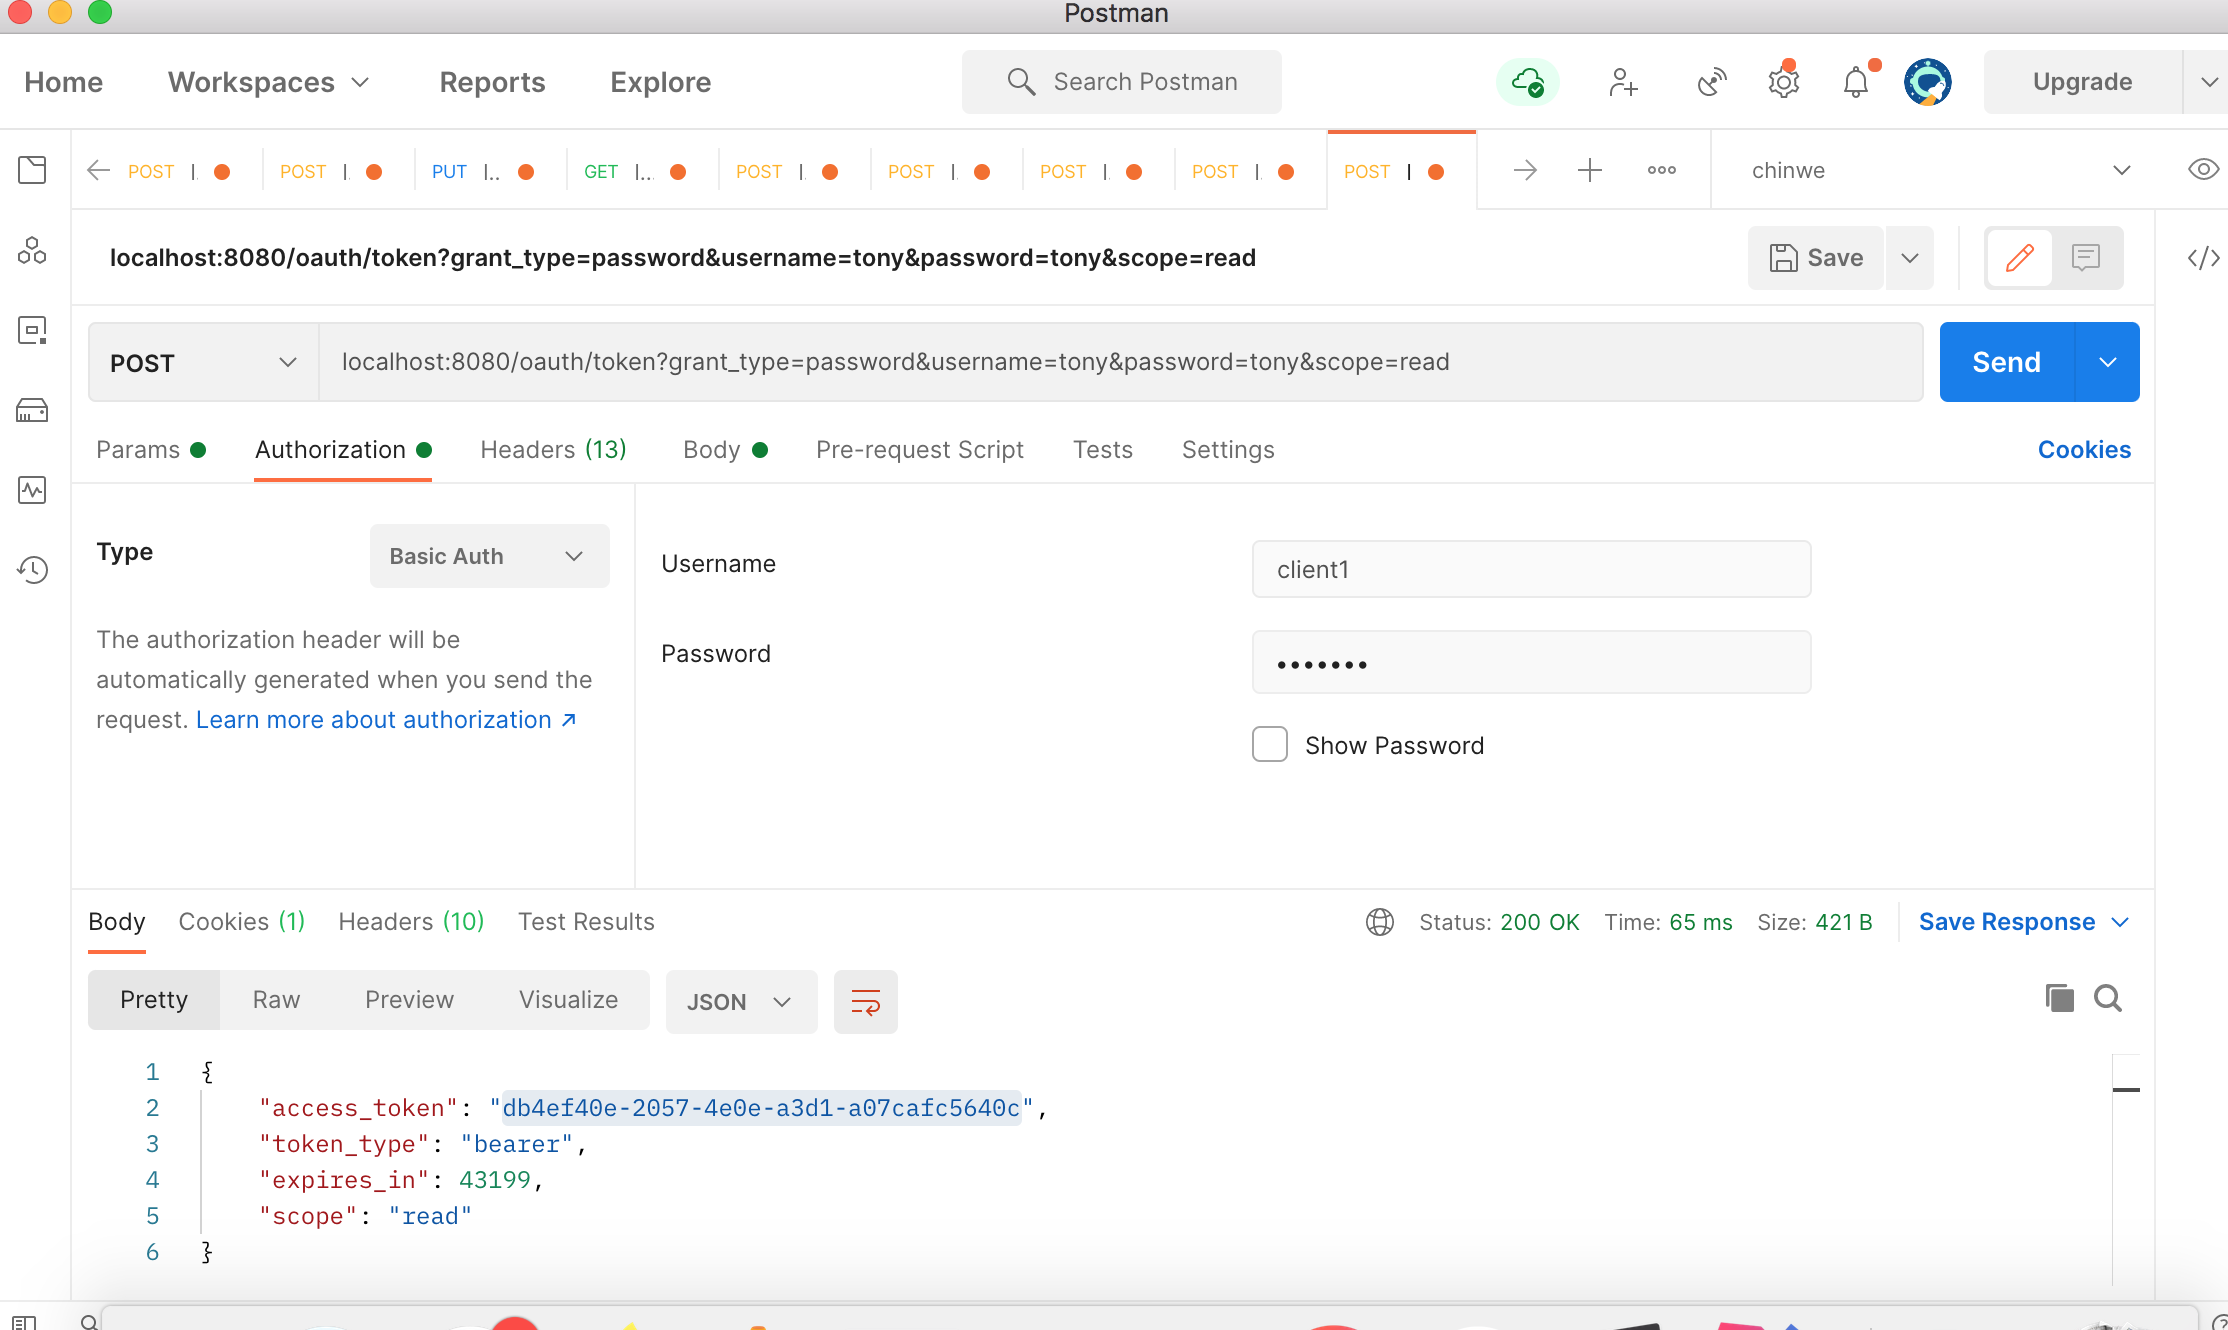 Postman
Home Workspaces Reports Explore Search Postman Upgrade
POST POST PUT GET POST POST POST POST POST chinwe
localhost:8080/oauth/token?grant_type=password&username=tony&password=tony&scope=read
Save
POST localhost:8080/oauth/token?grant_type=password&username=tony&password=tony&scope=read Send
Params Authorization Headers (13) Body Pre-request Script Tests Settings Cookies
Type Basic Auth
The authorization header will be
automatically generated when you send the
request. Learn more about authorization ↗
Username client1
Password •••••••
Show Password
Body Cookies (1) Headers (10) Test Results Status: 200 OK Time: 65 ms Size: 421 B Save Response
Pretty Raw Preview Visualize JSON
1 {
2 "access_token": "db4ef40e-2057-4e0e-a3d1-a07cafc5640c",
3 "token_type": "bearer",
4 "expires_in": 43199,
5 "scope": "read"
6 }